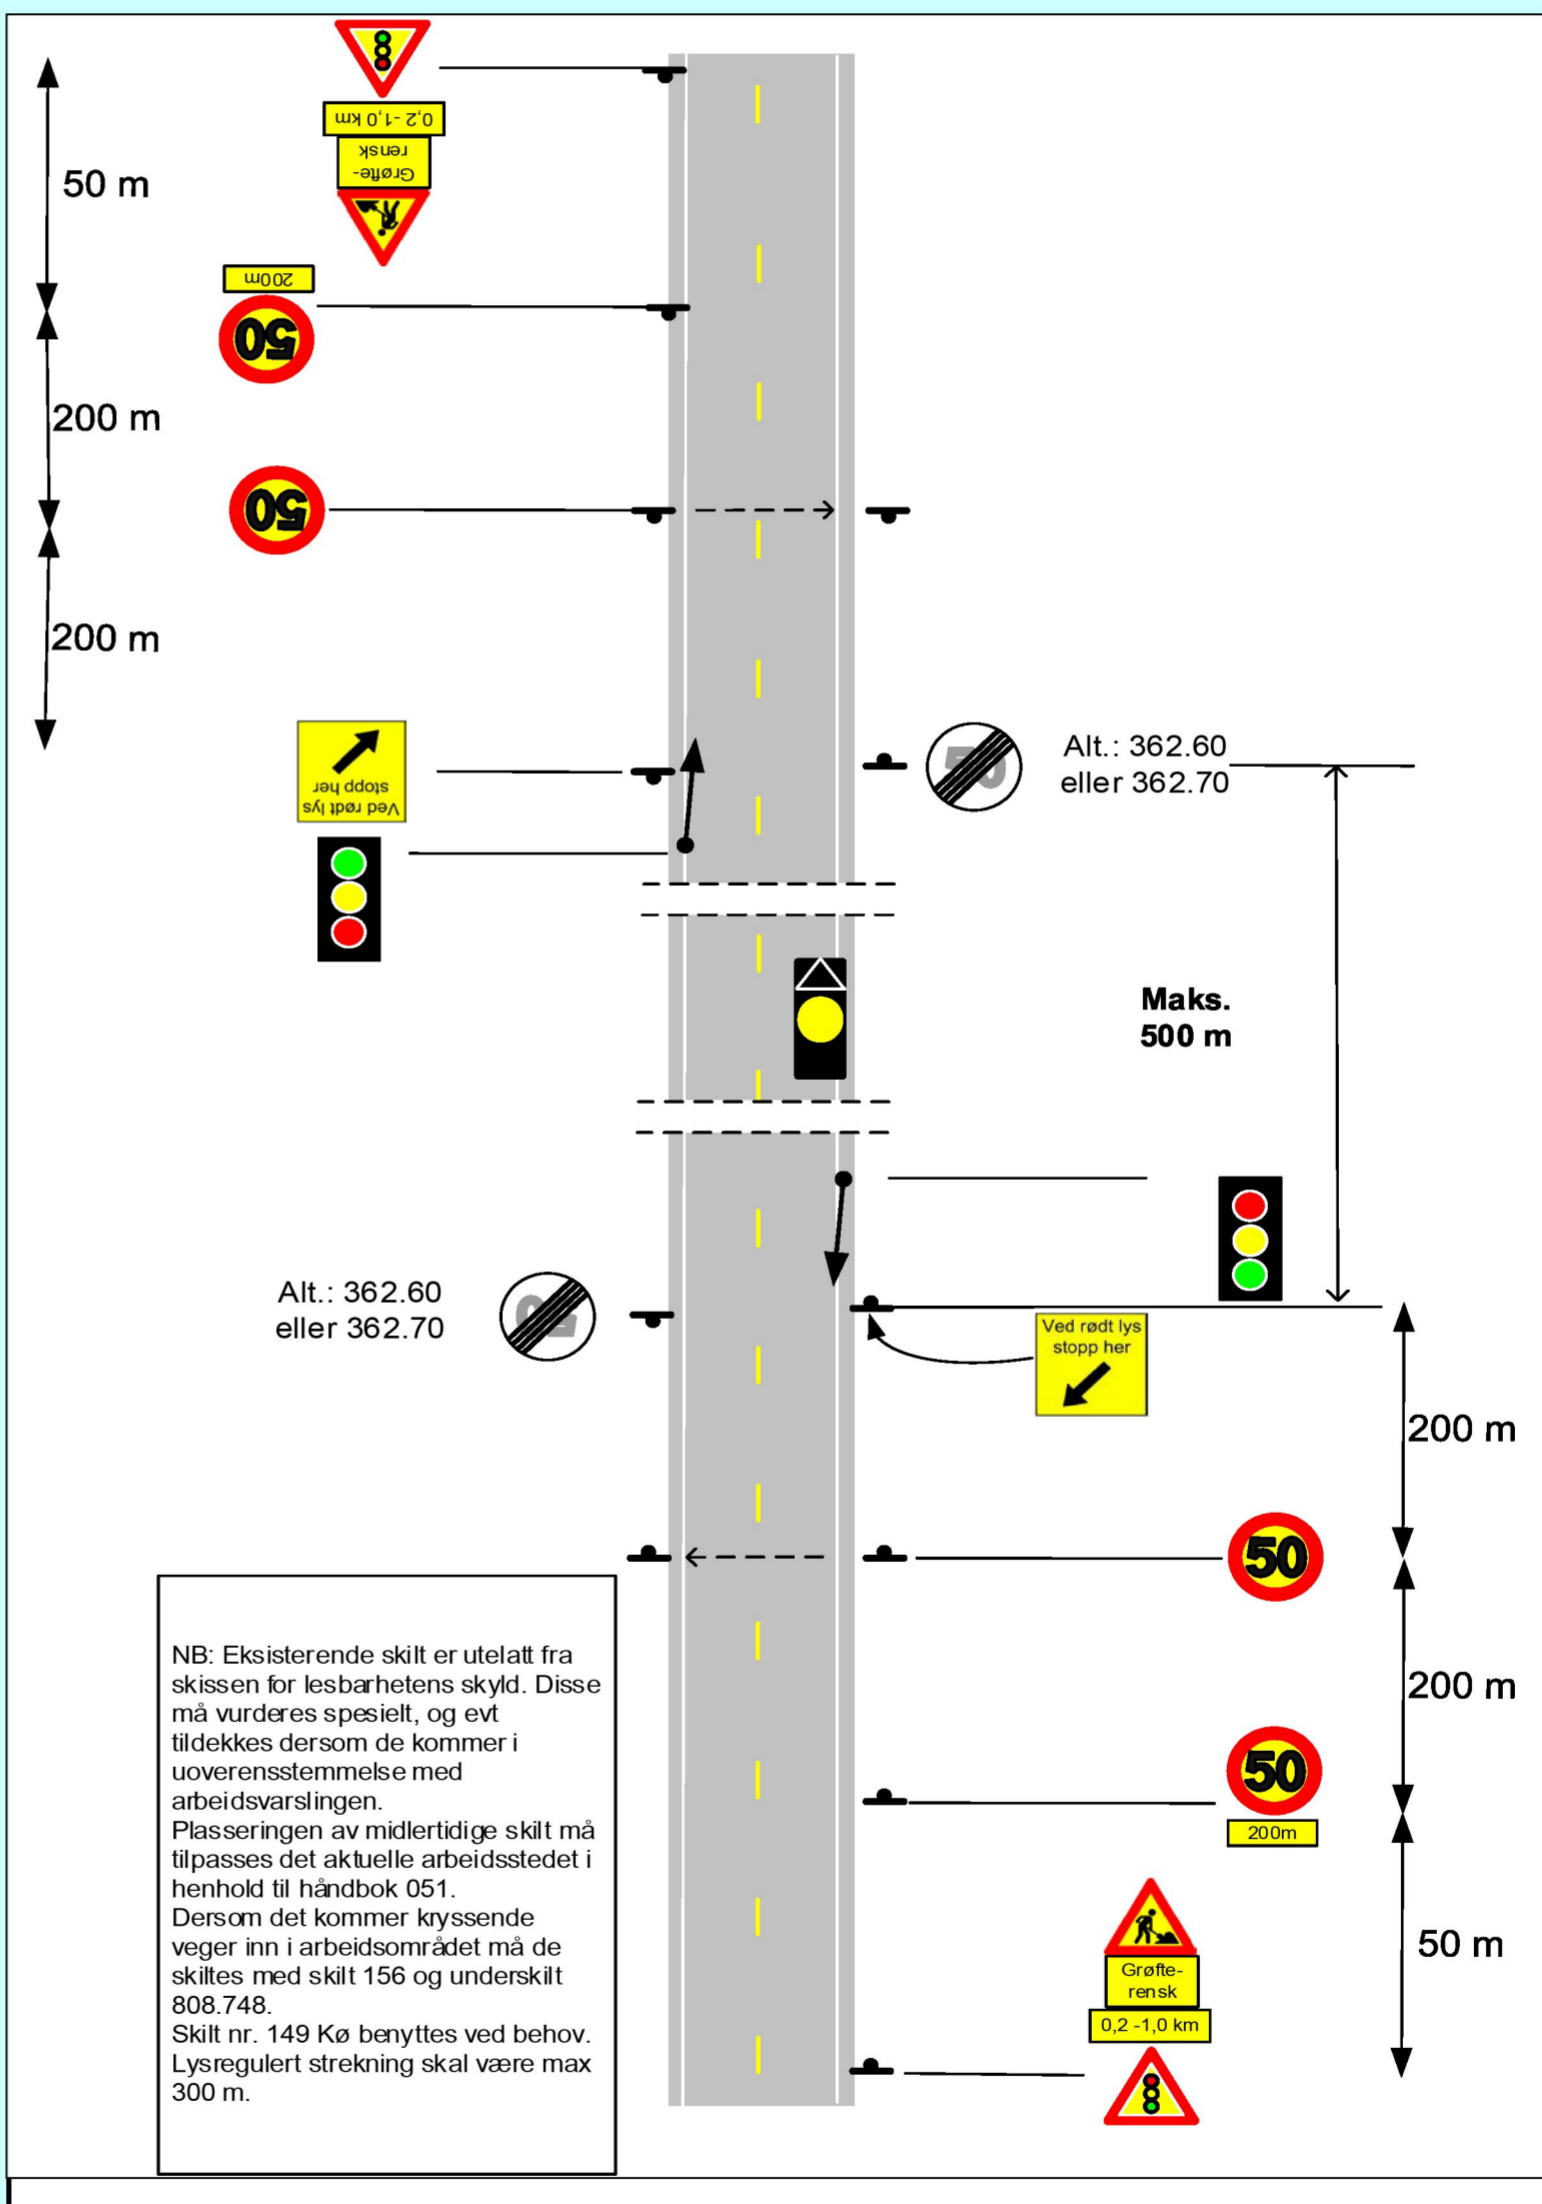 0,2 -1,0 km
Grøfte-
rensk
50 m
200m
50
200 m
50
200 m
Ved rødt lys
stopp her
50
Alt.: 362.60
eller 362.70
Maks.
500 m
Alt.: 362.60
eller 362.70
50
Ved rødt lys
stopp her
200 m
50
200 m
50
200m
50 m
Grøfte-
rensk
0,2 -1,0 km
NB: Eksisterende skilt er utelatt fra
skissen for lesbarhetens skyld. Disse
må vurderes spesielt, og evt
tildekkes dersom de kommer i
uoverensstemmelse med
arbeidsvarslingen.
Plasseringen av midlertidige skilt må
tilpasses det aktuelle arbeidsstedet i
henhold til håndbok 051.
Dersom det kommer kryssende
veger inn i arbeidsområdet må de
skiltes med skilt 156 og underskilt
808.748.
Skilt nr. 149 Kø benyttes ved behov.
Lysregulert strekning skal være max
300 m.